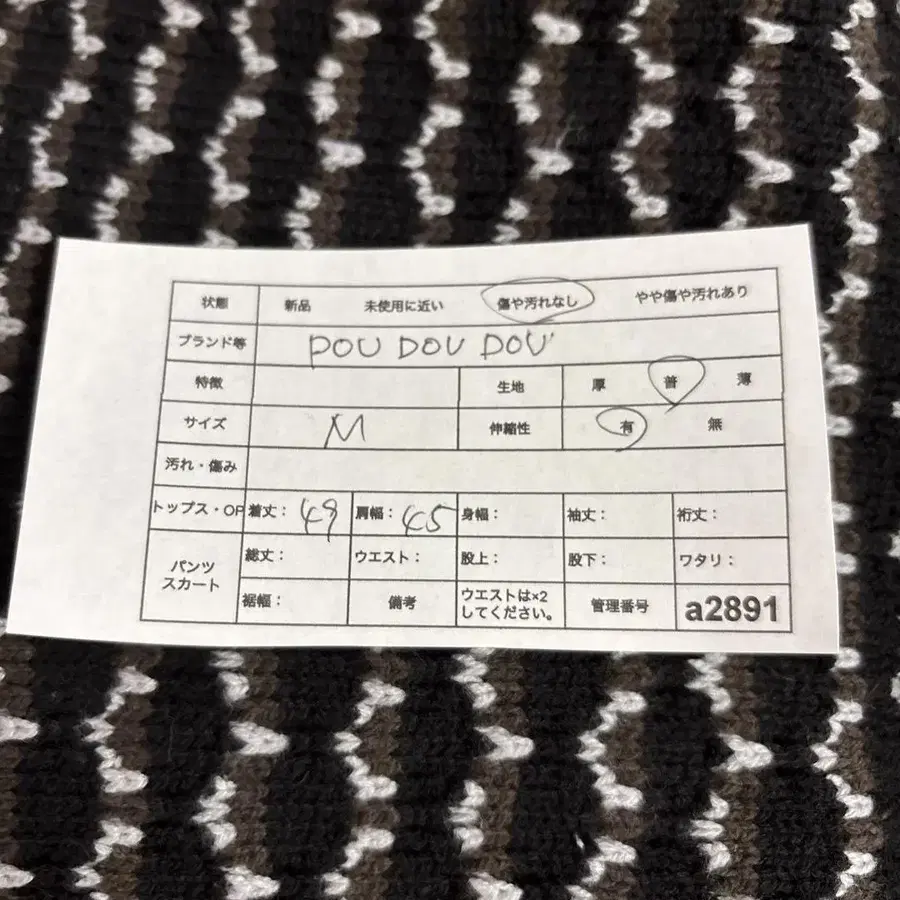 状態 新品 未使用に近い 傷や汚れなし やや傷や汚れあり
ブランド等 DOU DOU DOU
特徴 生地 厚 普 薄
サイズ M 伸縮性 有 無
汚れ・傷み
トップス・OP 着丈： 49 肩幅： 45 身幅： 袖丈： 裄丈：
パンツ
スカート
総丈： ウエスト： 股上： 股下： ワタリ：
裾幅： 備考 ウエストは×2
してください。 管理番号 a2891